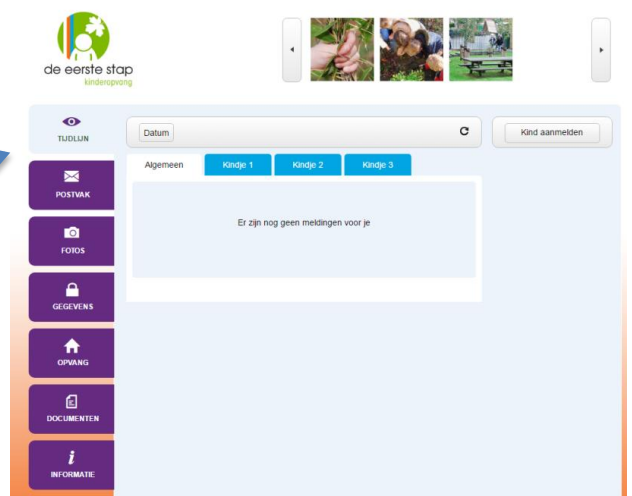 de eerste stap
kinderopvang
TIJDLIJN
POSTVAK
FOTOS
GEGEVENS
OPVANG
DOCUMENTEN
INFORMATIE
Datum
Kind aanmelden
Algemeen
Kindje 1
Kindje 2
Kindje 3
Er zijn nog geen meldingen voor je